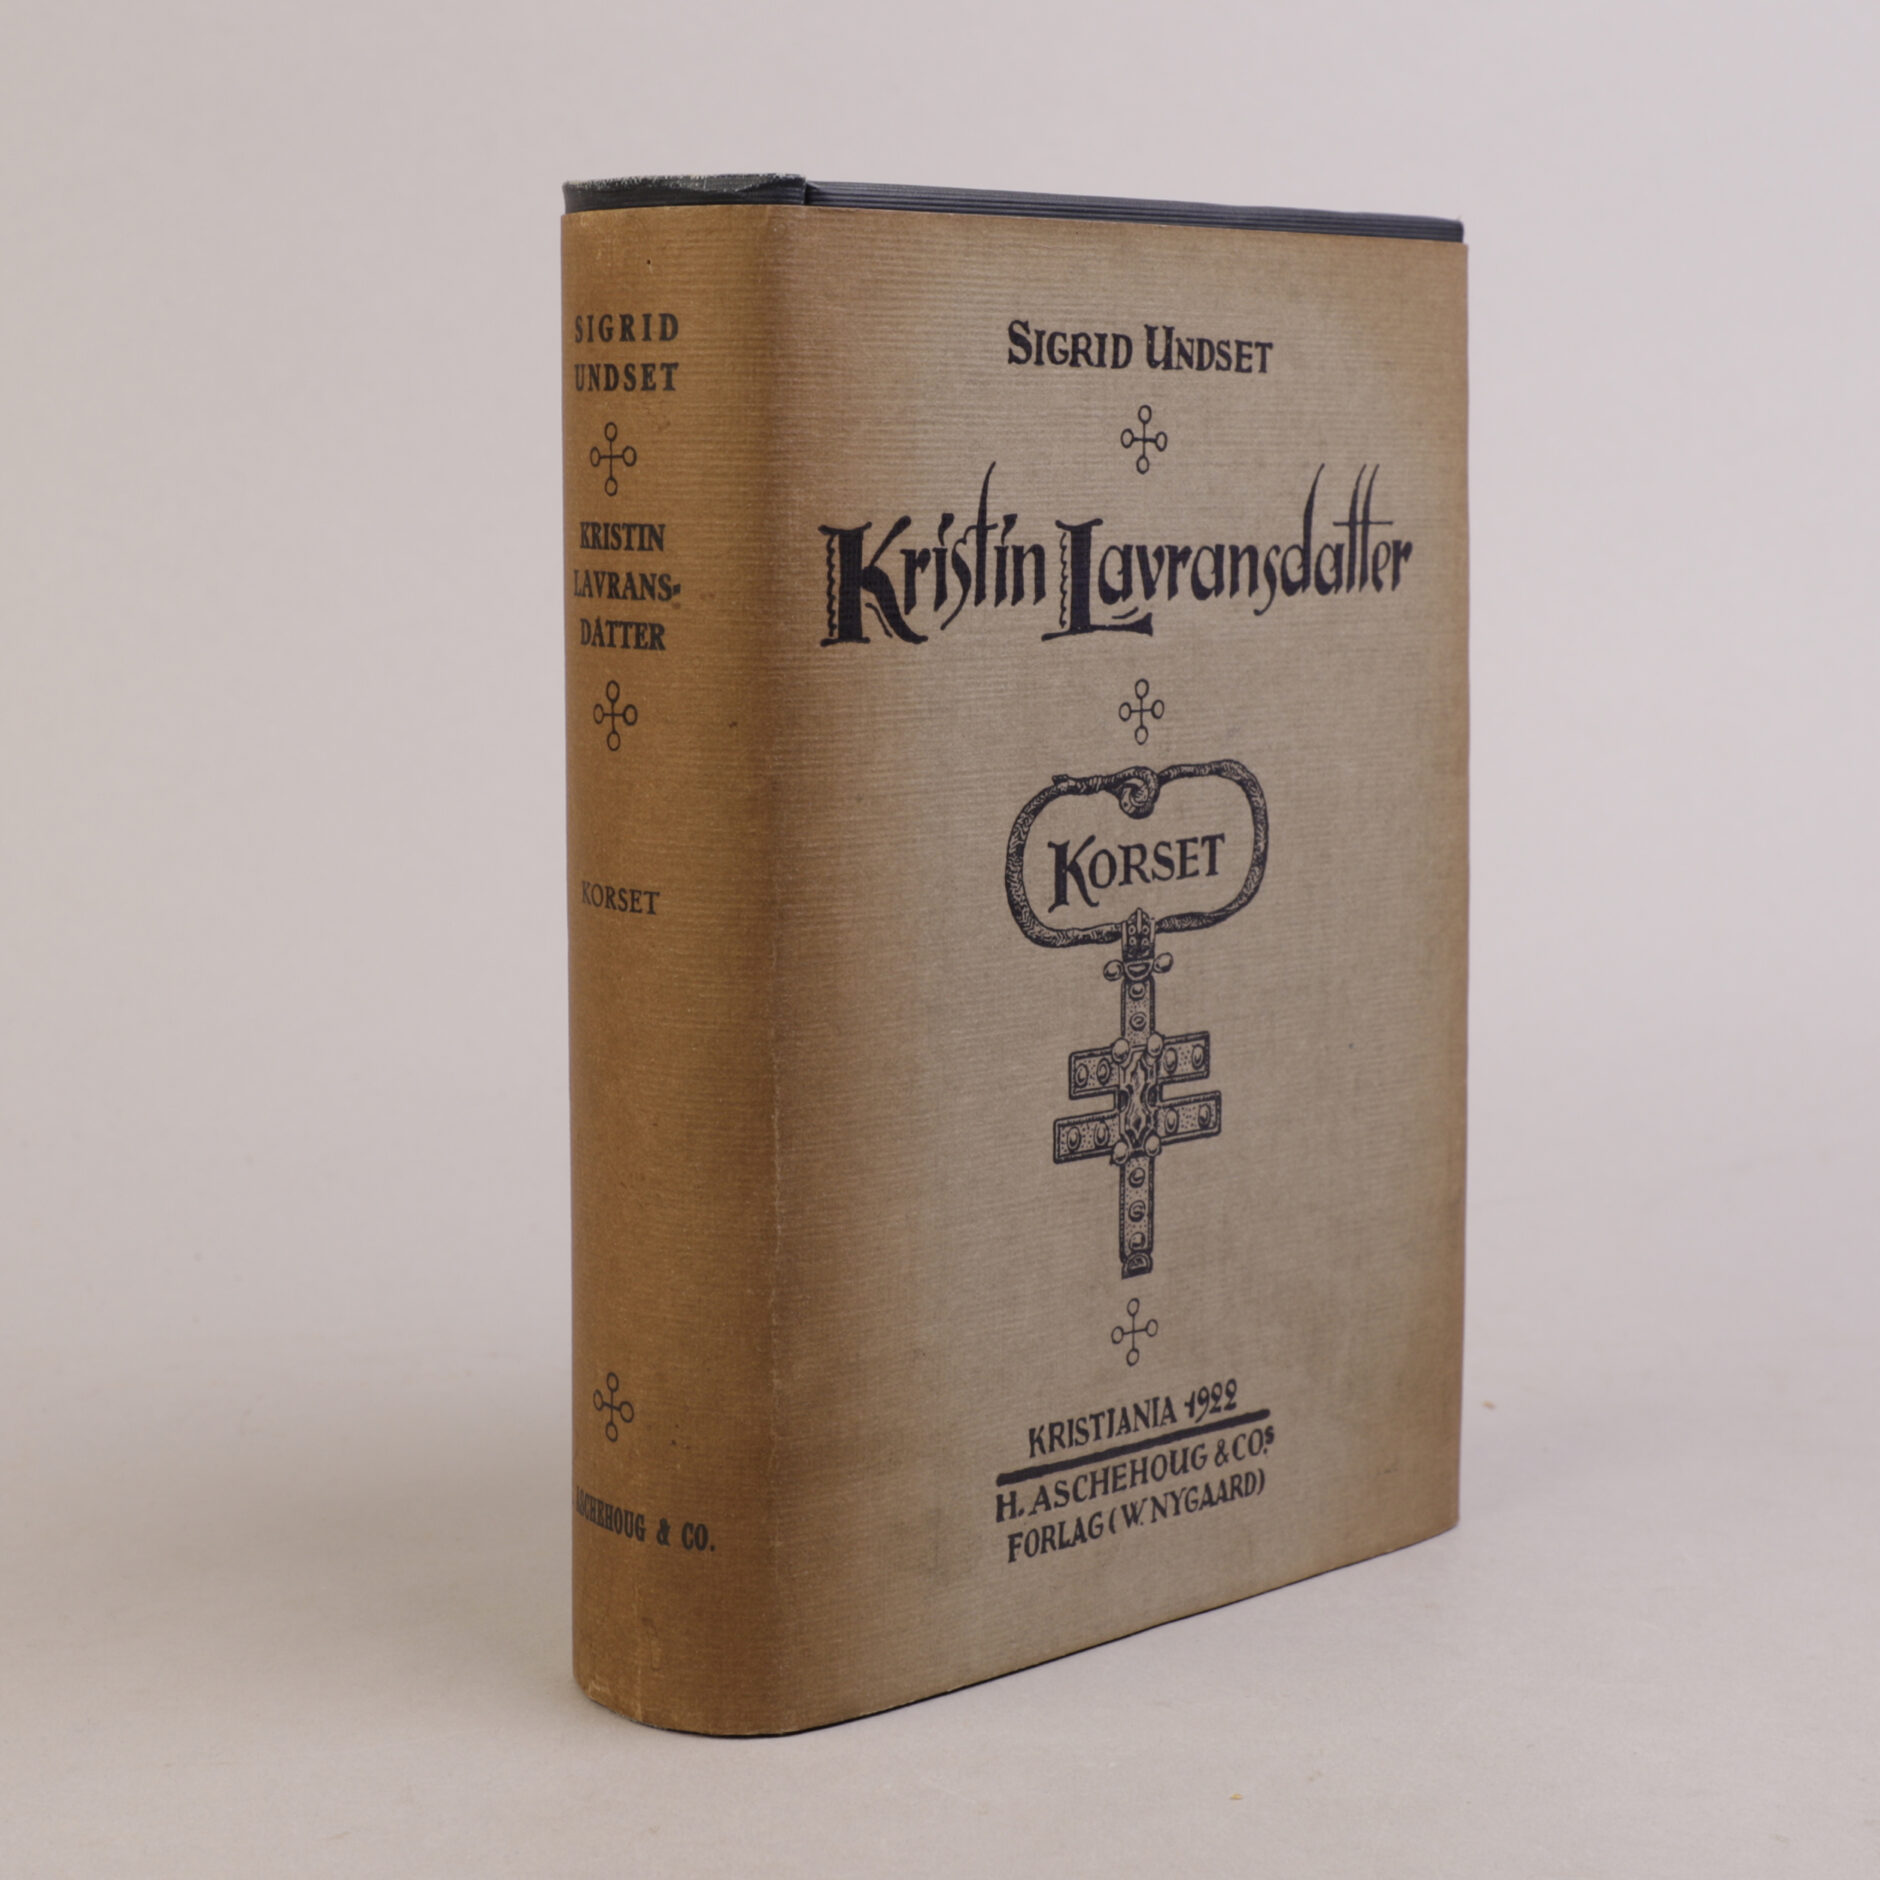 SIGRID
UNDSET
KRISTIN
LAVRANS-
DATTER
KORSET
ASCHEHOUG & CO.
SIGRID UNDSET
Kristin Lavransdatter
KORSET
KRISTIANIA 1922
H. ASCHEHOUG & CO.s
FORLAG (W. NYGAARD)